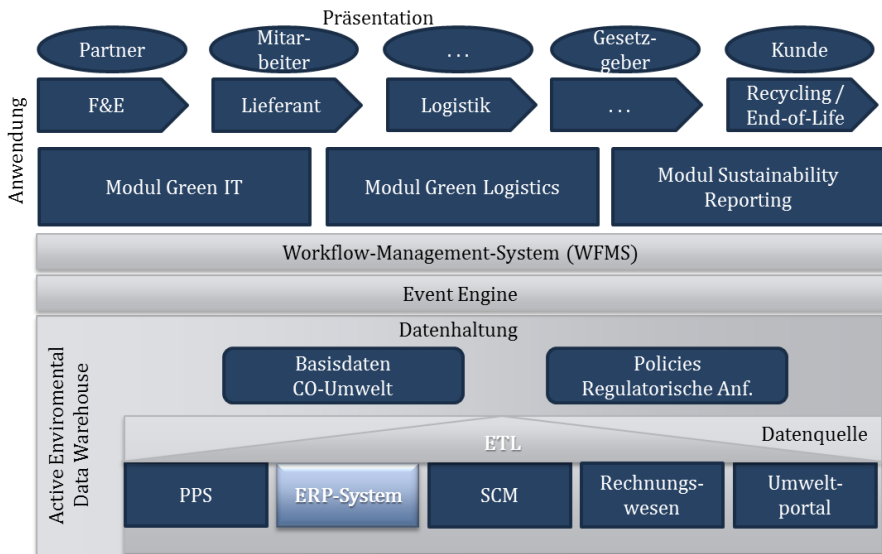 Präsentation
Partner
Mitar-
beiter
. . .
Gesetz-
geber
Kunde
Anwendung
F&E
Lieferant
Logistik
. . .
Recycling /
End-of-Life
Modul Green IT
Modul Green Logistics
Modul Sustainability
Reporting
Workflow-Management-System (WFMS)
Event Engine
Active Enviromental
Data Warehouse
Datenhaltung
Basisdaten
CO-Umwelt
Policies
Regulatorische Anf.
ETL
Datenquelle
PPS
ERP-System
SCM
Rechnungs-
wesen
Umwelt-
portal